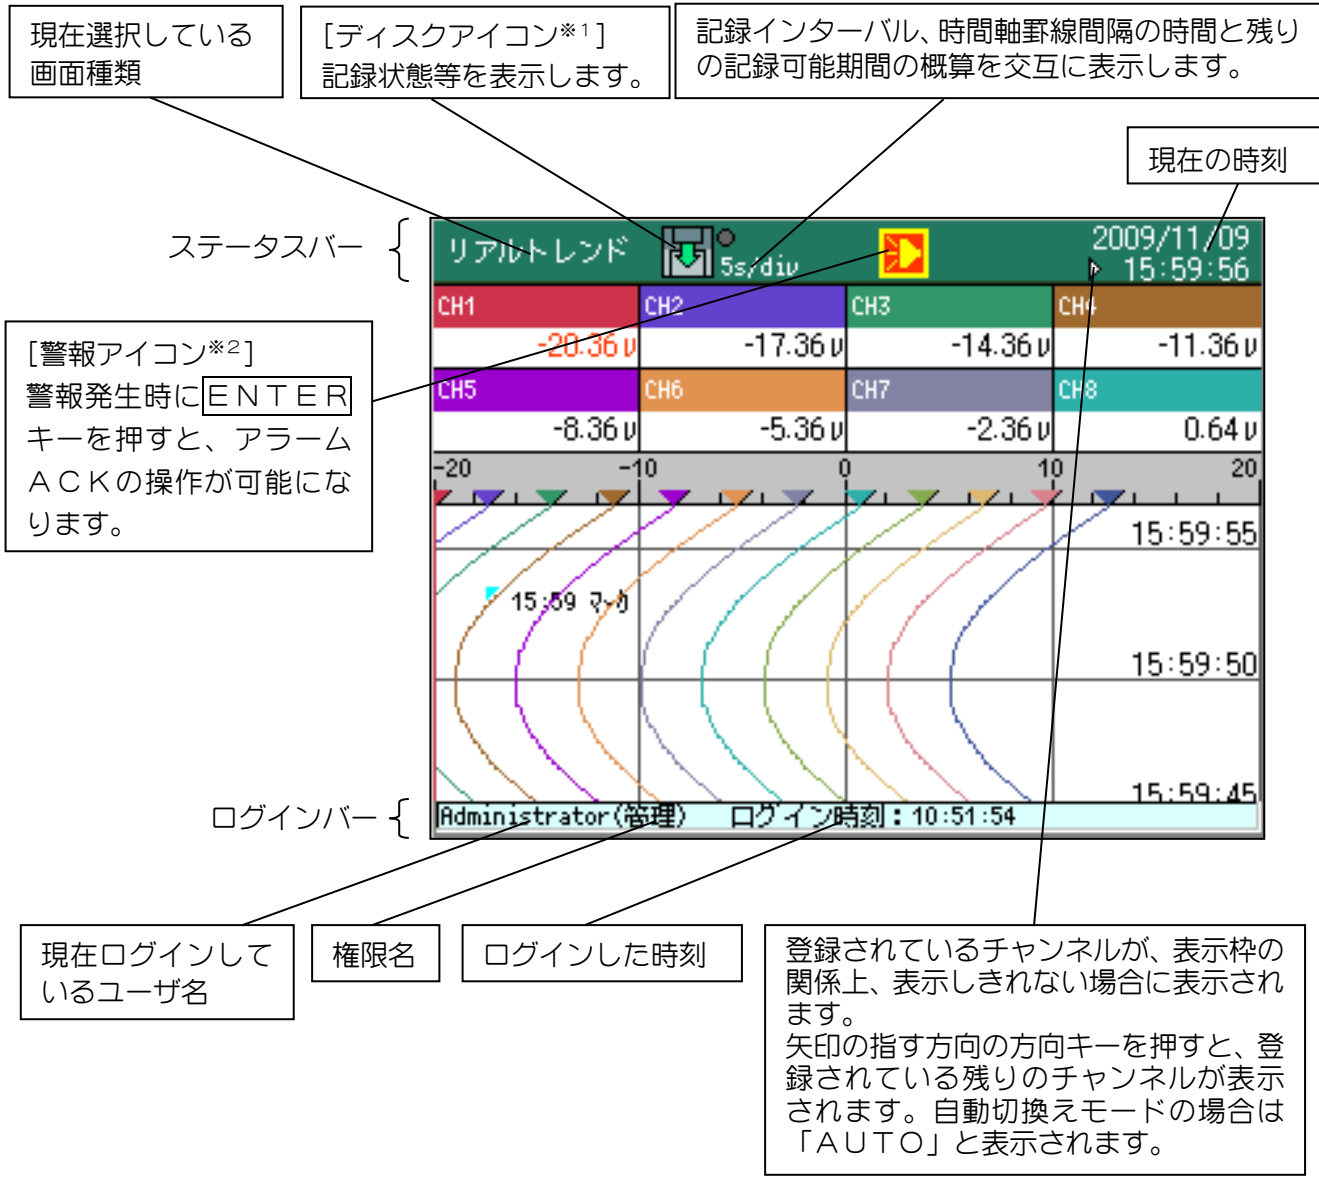 現在選択している
画面種類
[ディスクアイコン※1]
記録状態等を表示します。
記録インターバル、時間軸罫線間隔の時間と残り
の記録可能期間の概算を交互に表示します。
現在の時刻
ステータスバー
リアルトレンド
5s/div
2009/11/09
15:59:56
CH1
CH2
CH3
CH4
-20.36 ν
-17.36 ν
-14.36 ν
-11.36 ν
CH5
CH6
CH7
CH8
-8.36 ν
-5.36 ν
-2.36 ν
0.64 ν
[警報アイコン※2]
警報発生時にＥＮＴＥＲ
キーを押すと、アラーム
ＡＣＫの操作が可能にな
ります。
-20
-10
0
10
20
15:59:55
15:59 マーカ
15:59:50
15:59:45
ログインバー
Administrator(管理) ログイン時刻：10:51:54
現在ログインして
いるユーザ名
権限名
ログインした時刻
登録されているチャンネルが、表示枠の
関係上、表示しきれない場合に表示され
ます。
矢印の指す方向の方向キーを押すと、登
録されている残りのチャンネルが表示
されます。自動切換えモードの場合は
「ＡＵＴＯ」と表示されます。